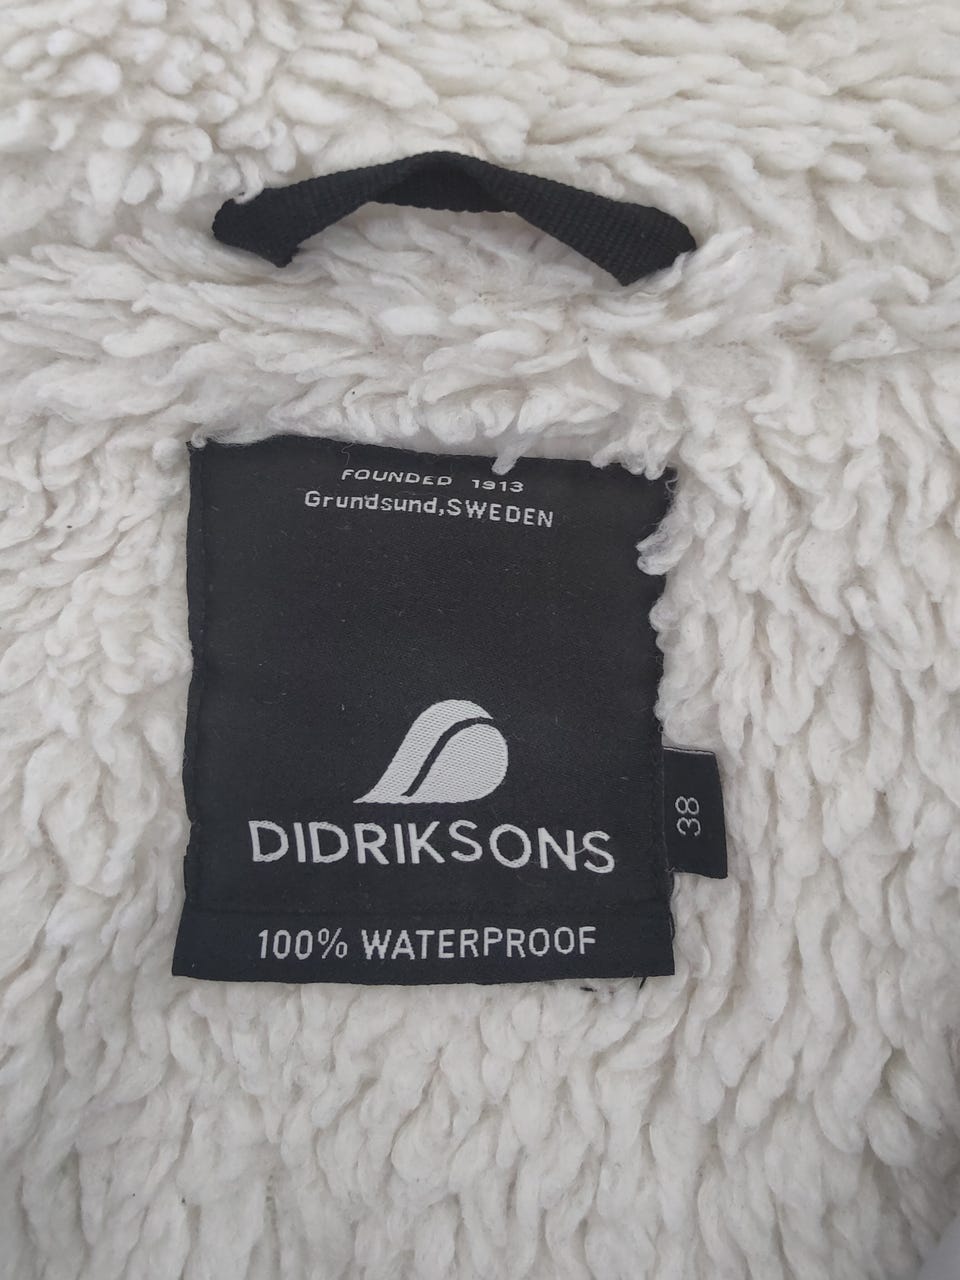 FOUNDED 1913
Grundsund,SWEDEN
DIDRIKSONS
38
100% WATERPROOF